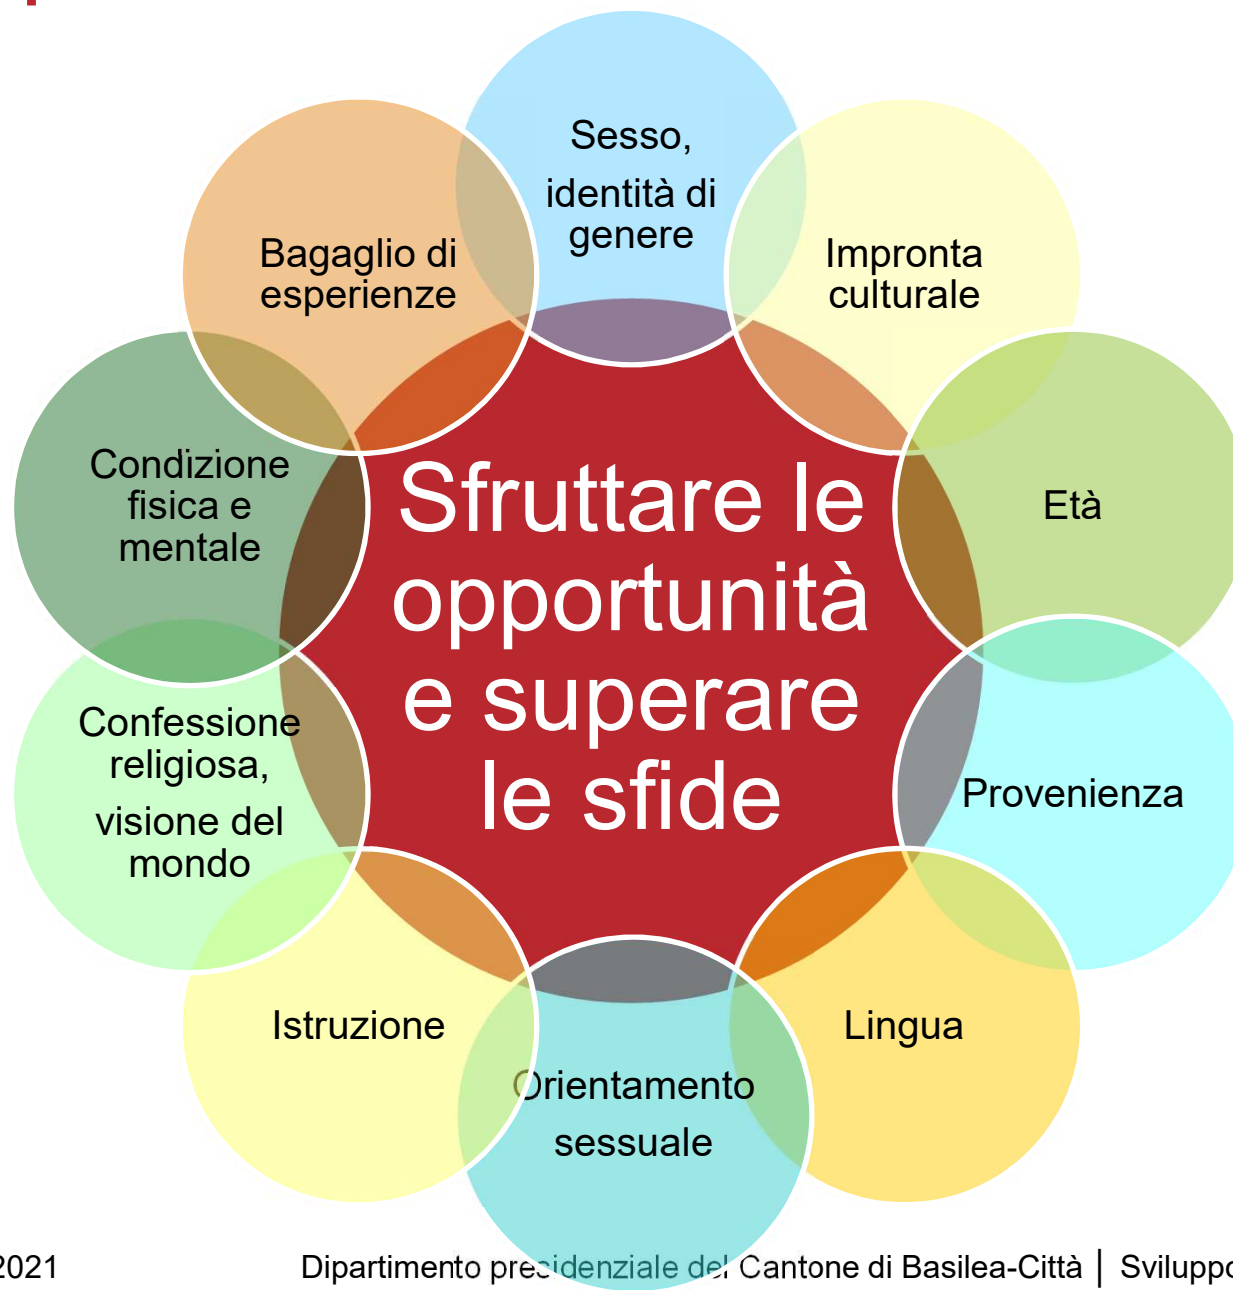 Sesso,
identità di
genere
Impronta
culturale
Età
Provenienza
Lingua
Orientamento
sessuale
Istruzione
Confessione
religiosa,
visione del
mondo
Condizione
fisica e
mentale
Bagaglio di
esperienze
Sfruttare le
opportunità
e superare
le sfide
2021
Dipartimento presidenziale del Cantone di Basilea-Città | Sviluppo